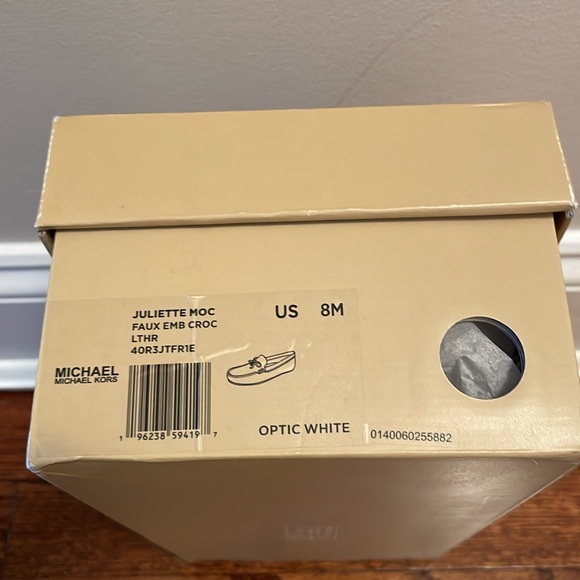 JULIETTE MOC
FAUX EMB CROC
LTHR
40R3JTFR1E
US 8M
MICHAEL
MICHAEL KORS
1 96238 59419 7
OPTIC WHITE
0140060255882